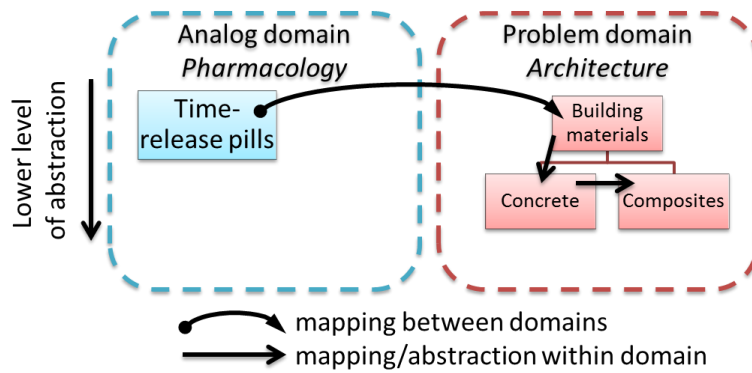 Analog domain
Pharmacology
Problem domain
Architecture
Lower level
of abstraction
Time-
release pills
Building
materials
Concrete
Composites
mapping between domains
mapping/abstraction within domain